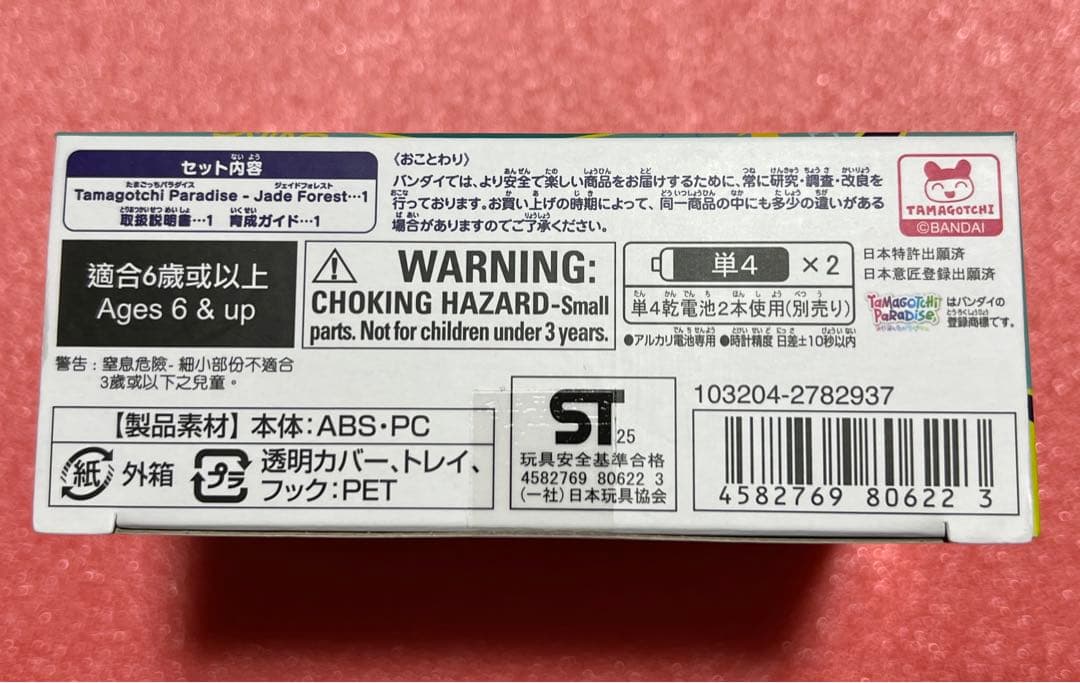 セット内容
Tamagotchi Paradise - Jade Forest…1
取扱説明書…1 育成ガイド…1
〈おことわり〉
バンダイでは、より安全で楽しい商品をお届けするために、常に研究・調査・改良を
行っております。お買い上げの時期によって、同一商品の中にも多少の違いがある
場合がありますのでご了承ください。
TAMAGOTCHI
©BANDAI
適合6歲或以上
Ages 6 & up
WARNING:
CHOKING HAZARD-Small
parts. Not for children under 3 years.
単4 ×2
単4乾電池2本使用(別売り)
●アルカリ電池専用 ●時計精度 日差±10秒以内
日本特許出願済
日本意匠登録出願済
TAMAGOTCHI PARADISE はバンダイの
登録商標です。
警告:窒息危險-細小部份不適合
3歲或以下之兒童。
【製品素材】本体:ABS・PC
紙 外箱 プラ 透明カバー、トレイ、
フック:PET
ST 25
玩具安全基準合格
4582769 80622 3
(一社)日本玩具協会
103204-2782937
4582769 80622 3